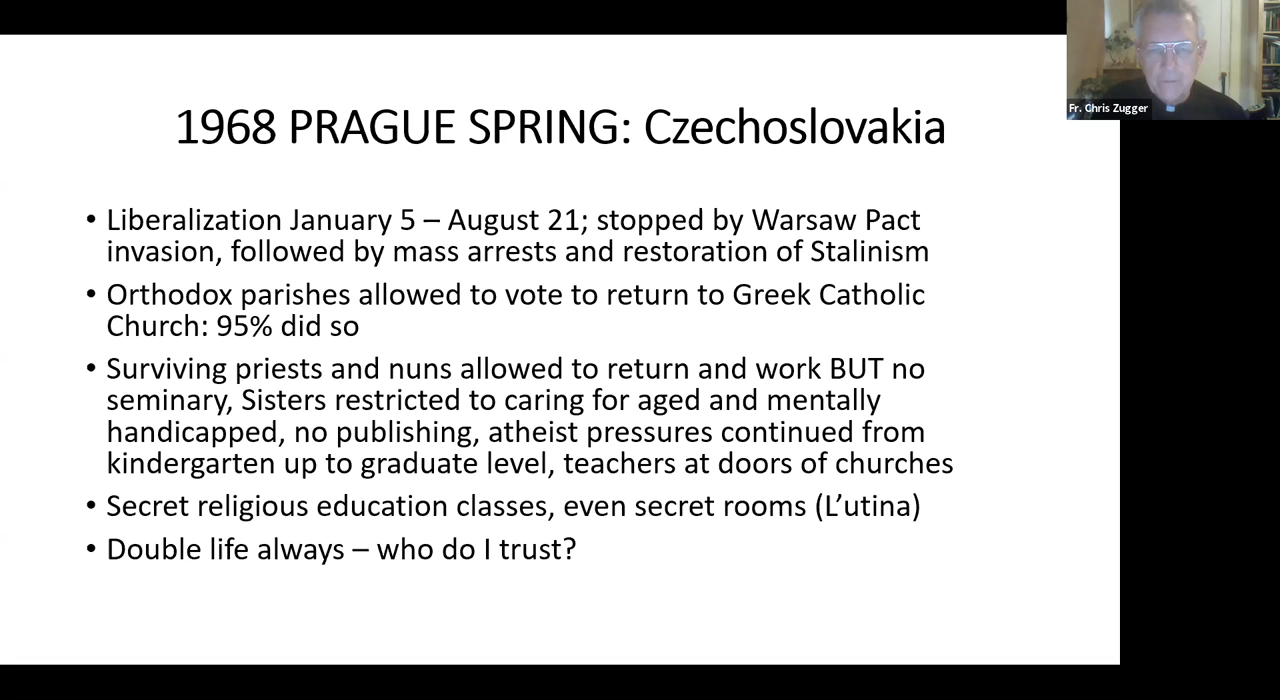 Fr. Chris Zugger
1968 PRAGUE SPRING: Czechoslovakia
• Liberalization January 5 – August 21; stopped by Warsaw Pact
invasion, followed by mass arrests and restoration of Stalinism
• Orthodox parishes allowed to vote to return to Greek Catholic
Church: 95% did so
• Surviving priests and nuns allowed to return and work BUT no
seminary, Sisters restricted to caring for aged and mentally
handicapped, no publishing, atheist pressures continued from
kindergarten up to graduate level, teachers at doors of churches
• Secret religious education classes, even secret rooms (L’utina)
• Double life always – who do I trust?